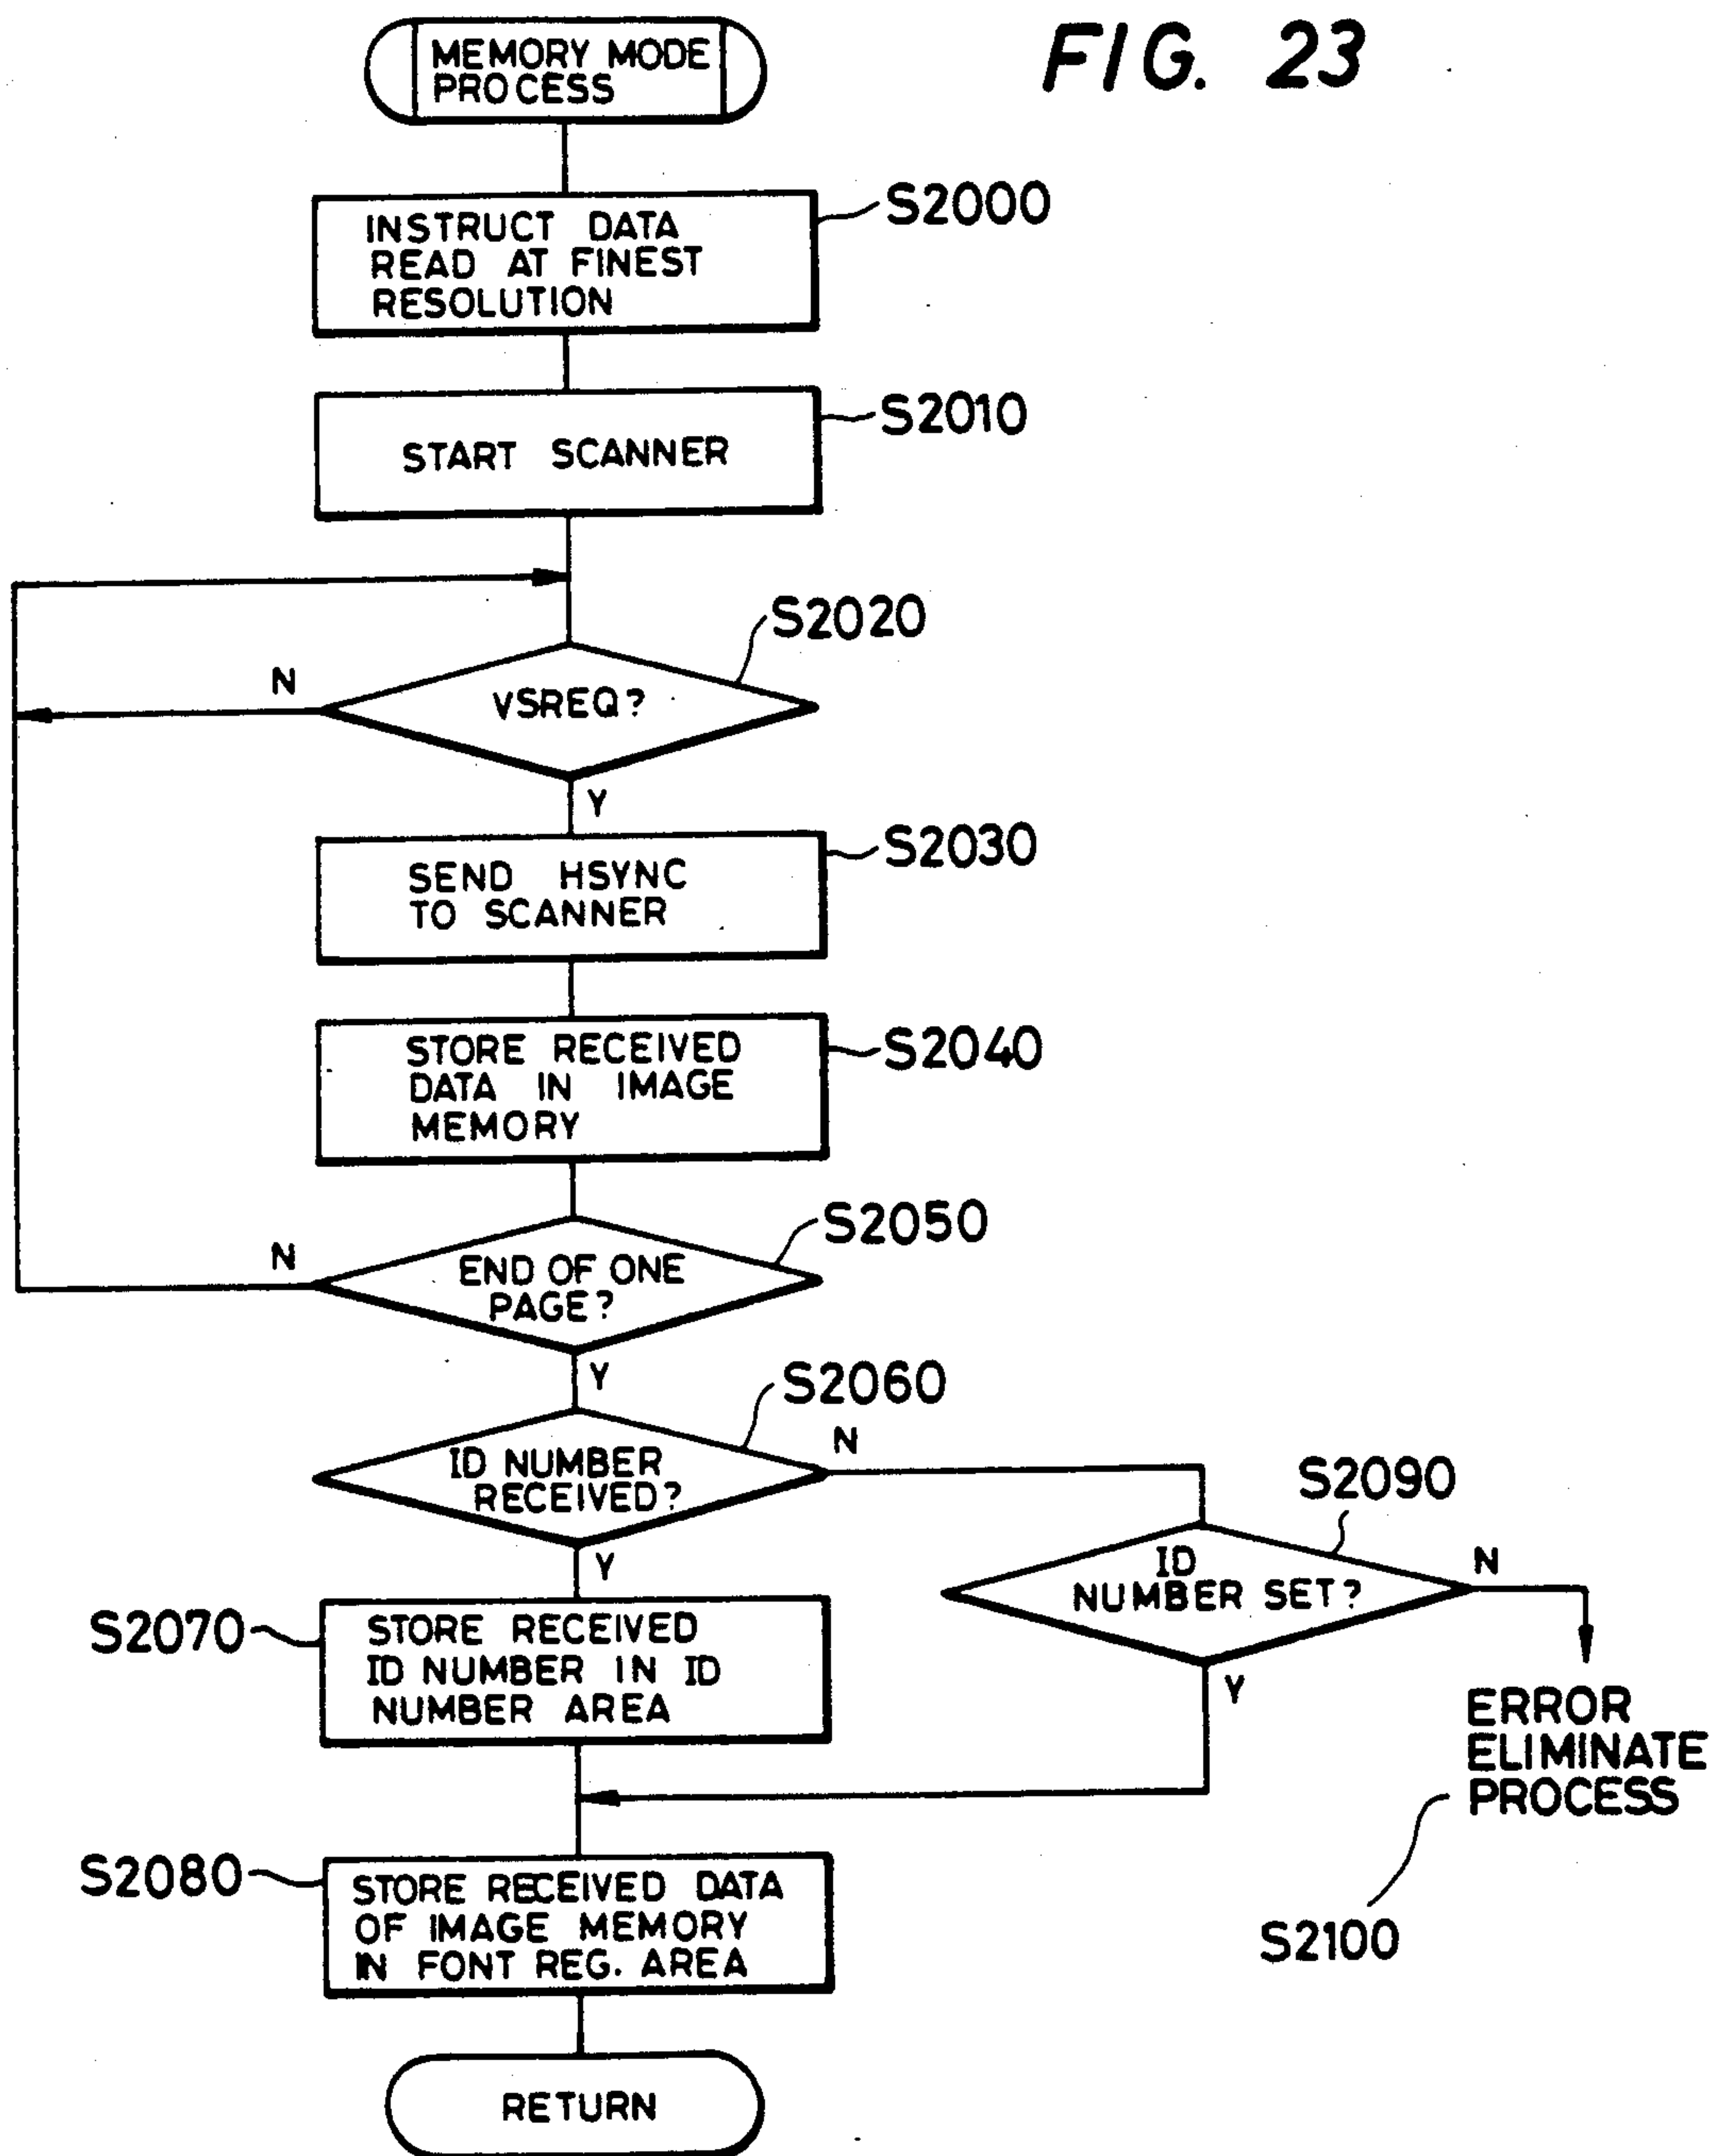 FIG. 23
MEMORY MODE
PROCESS
S2000
INSTRUCT DATA
READ AT FINEST
RESOLUTION
S2010
START SCANNER
S2020
N
VSREQ?
Y
S2030
SEND HSYNC
TO SCANNER
S2040
STORE RECEIVED
DATA IN IMAGE
MEMORY
S2050
N
END OF ONE
PAGE?
Y
S2060
N
ID NUMBER
RECEIVED?
Y
S2090
ID
NUMBER SET?
N
Y
S2070
STORE RECEIVED
ID NUMBER IN ID
NUMBER AREA
ERROR
ELIMINATE
PROCESS
S2100
S2080
STORE RECEIVED DATA
OF IMAGE MEMORY
IN FONT REG. AREA
RETURN